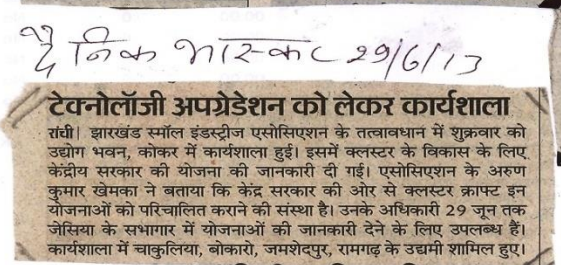 दैनिक भास्कर 29/6/13
टेक्नोलॉजी अपग्रेडेशन को लेकर कार्यशाला
रांची| झारखंड स्मॉल इंडस्ट्रीज एसोसिएशन के तत्वावधान में शुक्रवार को
उद्योग भवन, कोकर में कार्यशाला हुई। इसमें क्लस्टर के विकास के लिए
केंद्रीय सरकार की योजना की जानकारी दी गई। एसोसिएशन के अरुण
कुमार खेमका ने बताया कि केंद्र सरकार की ओर से क्लस्टर क्राफ्ट इन
योजनाओं को परिचालित कराने की संस्था है। उनके अधिकारी 29 जून तक
जेसिया के सभागार में योजनाओं की जानकारी देने के लिए उपलब्ध हैं।
कार्यशाला में चाकुलिया, बोकारो, जमशेदपुर, रामगढ़ के उद्यमी शामिल हुए।